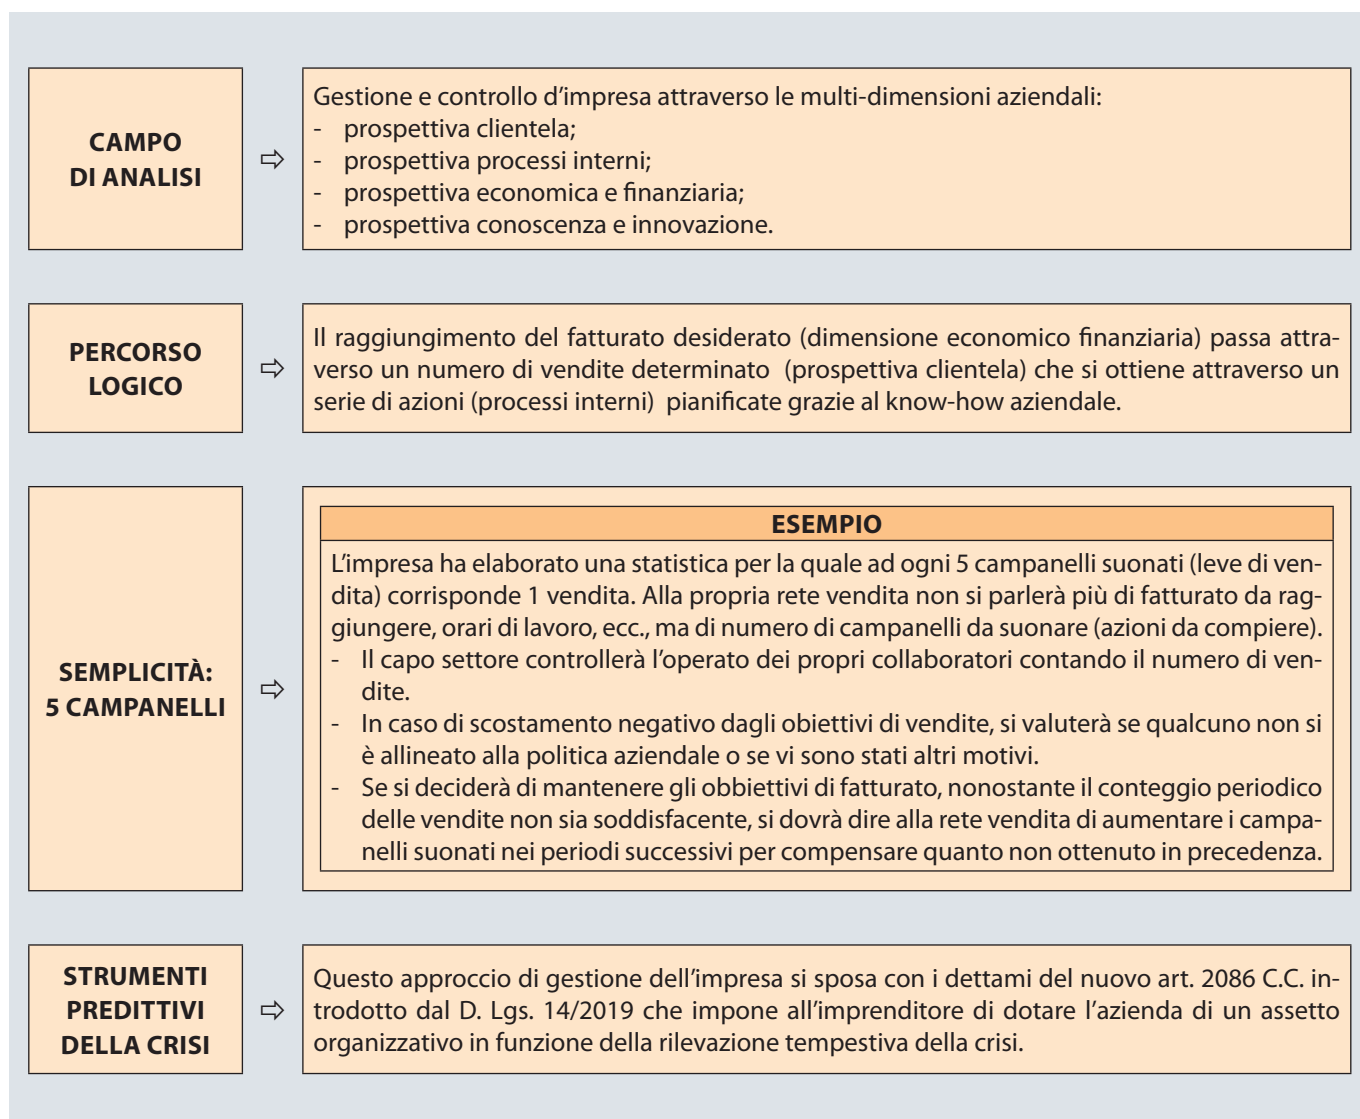 CAMPO
DI ANALISI
⇨
Gestione e controllo d’impresa attraverso le multi-dimensioni aziendali:
- prospettiva clientela;
- prospettiva processi interni;
- prospettiva economica e finanziaria;
- prospettiva conoscenza e innovazione.
PERCORSO
LOGICO
⇨
Il raggiungimento del fatturato desiderato (dimensione economico finanziaria) passa attra-
verso un numero di vendite determinato (prospettiva clientela) che si ottiene attraverso un
serie di azioni (processi interni) pianificate grazie al know-how aziendale.
SEMPLICITÀ:
5 CAMPANELLI
⇨
ESEMPIO
L’impresa ha elaborato una statistica per la quale ad ogni 5 campanelli suonati (leve di ven-
dita) corrisponde 1 vendita. Alla propria rete vendita non si parlerà più di fatturato da rag-
giungere, orari di lavoro, ecc., ma di numero di campanelli da suonare (azioni da compiere).
- Il capo settore controllerà l’operato dei propri collaboratori contando il numero di ven-
dite.
- In caso di scostamento negativo dagli obiettivi di vendite, si valuterà se qualcuno non si
è allineato alla politica aziendale o se vi sono stati altri motivi.
- Se si deciderà di mantenere gli obbiettivi di fatturato, nonostante il conteggio periodico
delle vendite non sia soddisfacente, si dovrà dire alla rete vendita di aumentare i campa-
nelli suonati nei periodi successivi per compensare quanto non ottenuto in precedenza.
STRUMENTI
PREDITTIVI
DELLA CRISI
⇨
Questo approccio di gestione dell’impresa si sposa con i dettami del nuovo art. 2086 C.C. in-
trodotto dal D. Lgs. 14/2019 che impone all’imprenditore di dotare l’azienda di un assetto
organizzativo in funzione della rilevazione tempestiva della crisi.